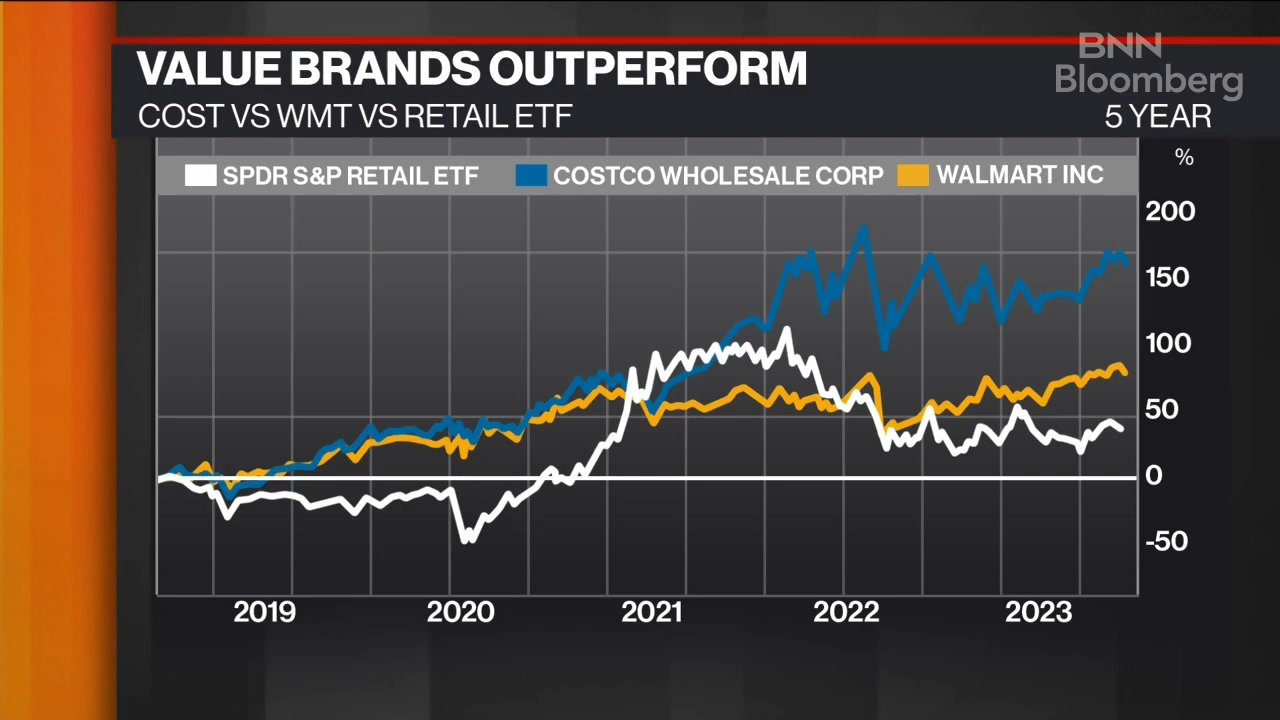 BNN
Bloomberg
VALUE BRANDS OUTPERFORM
COST VS WMT VS RETAIL ETF
5 YEAR
%
SPDR S&P RETAIL ETF
COSTCO WHOLESALE CORP
WALMART INC
200
150
100
50
0
-50
2019
2020
2021
2022
2023